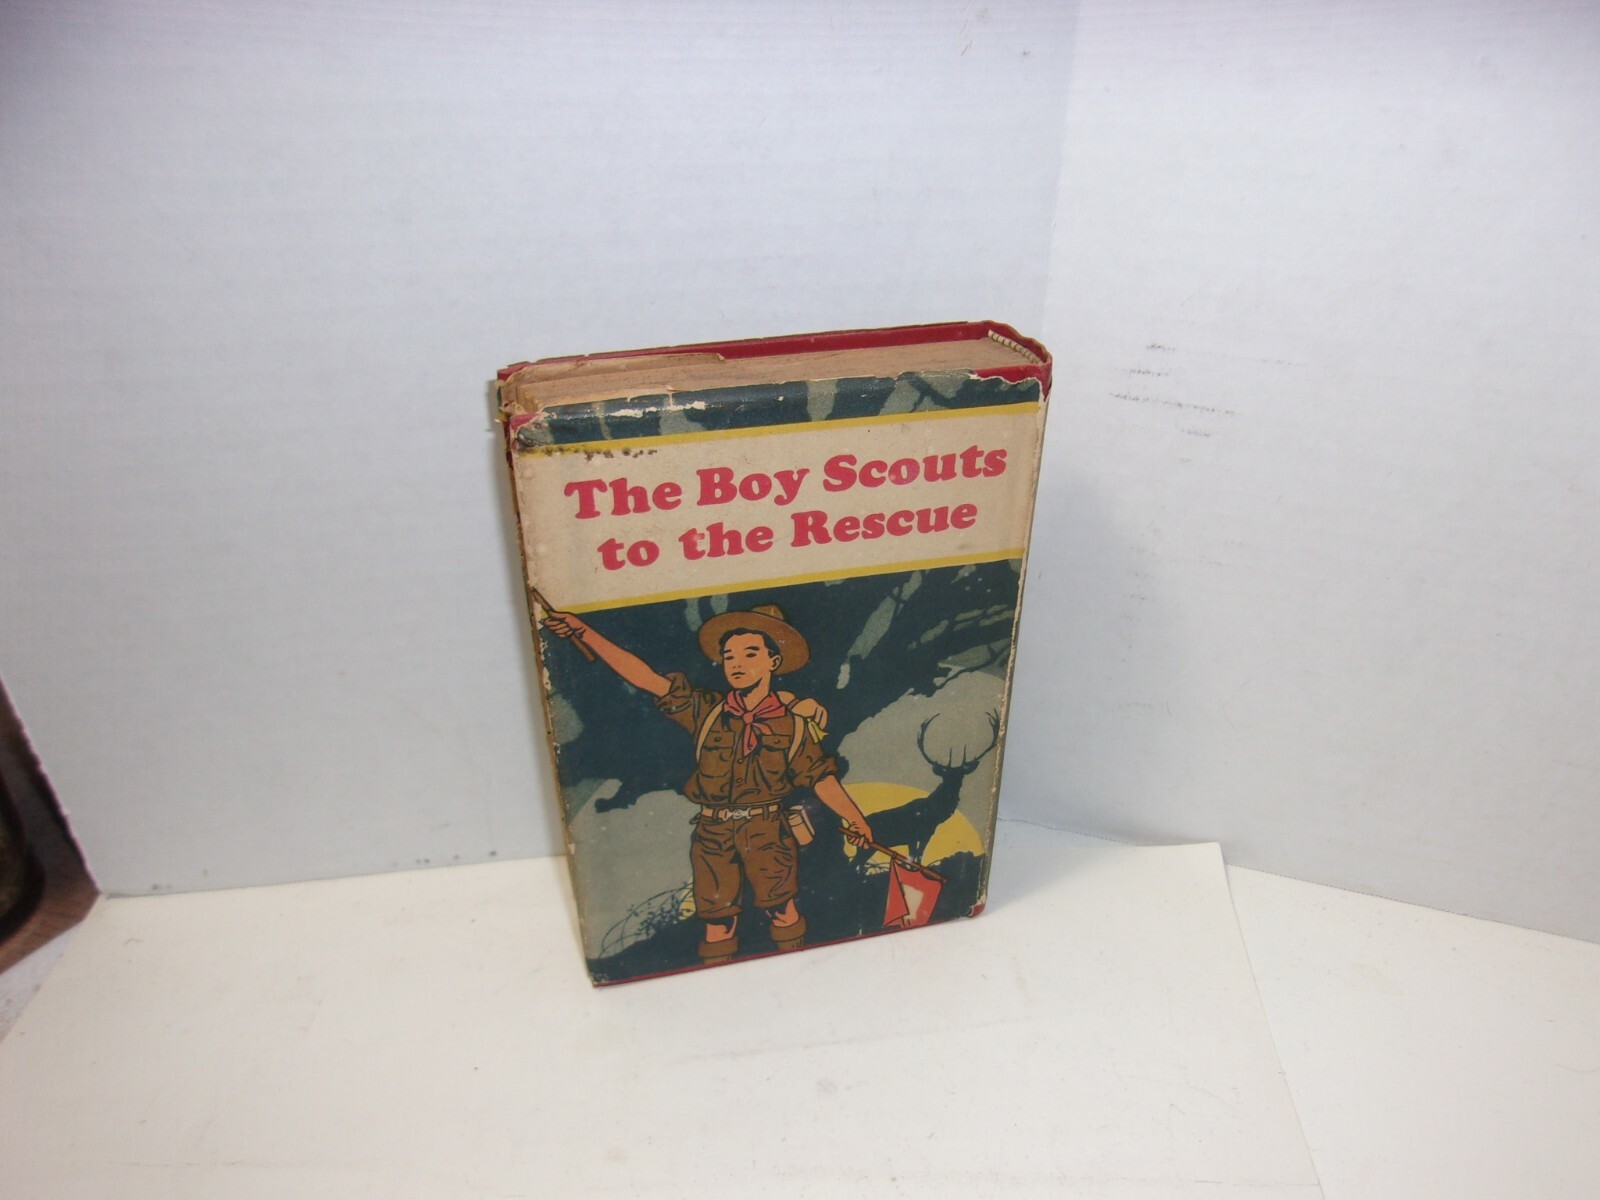 The Boy Scouts
to the Rescue